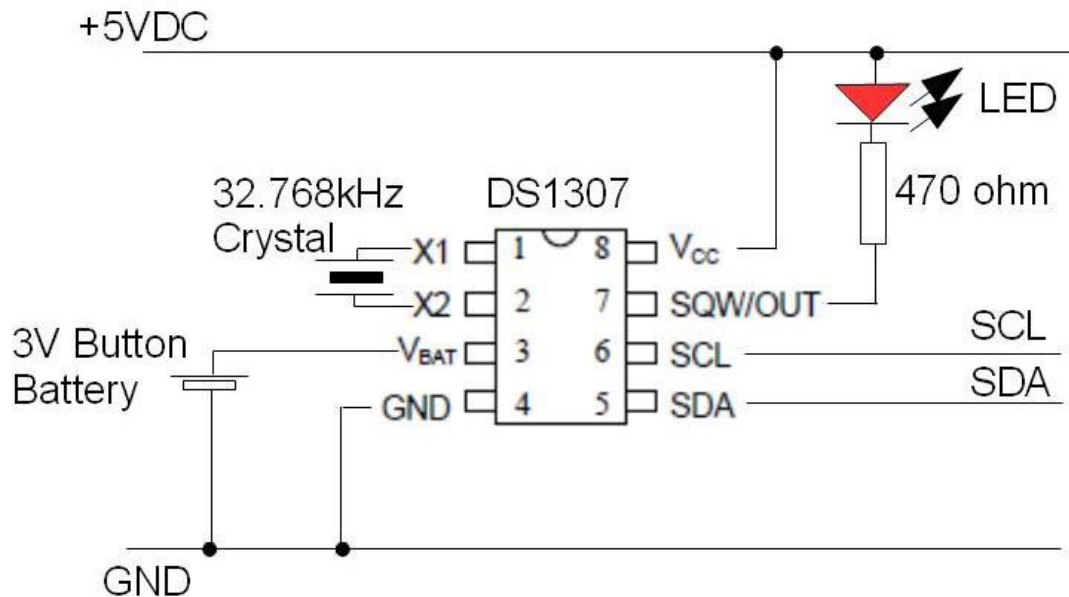 +5VDC
LED
32.768kHz
Crystal
DS1307
470 ohm
X1
1
8
VCC
X2
2
7
SQW/OUT
3V Button
Battery
VBAT
3
6
SCL
SCL
GND
4
5
SDA
SDA
GND